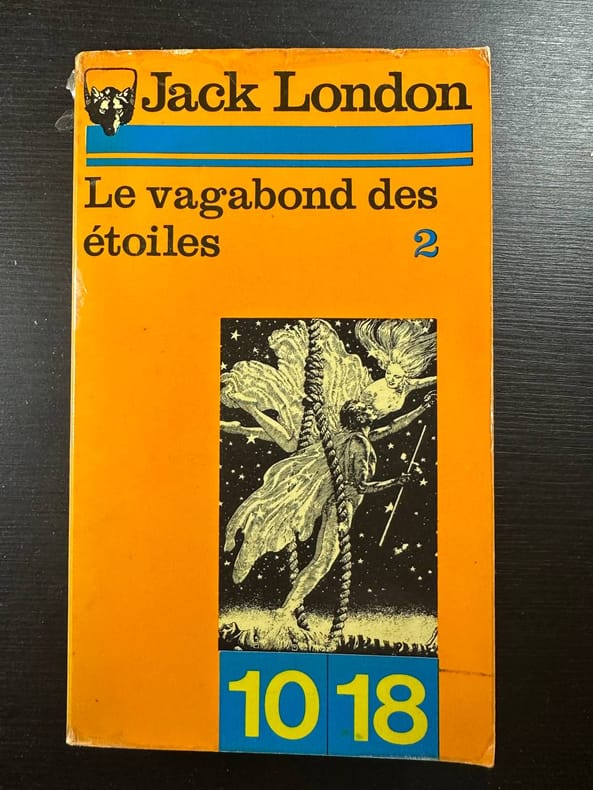 Jack London
Le vagabond des
étoiles 2
10 18